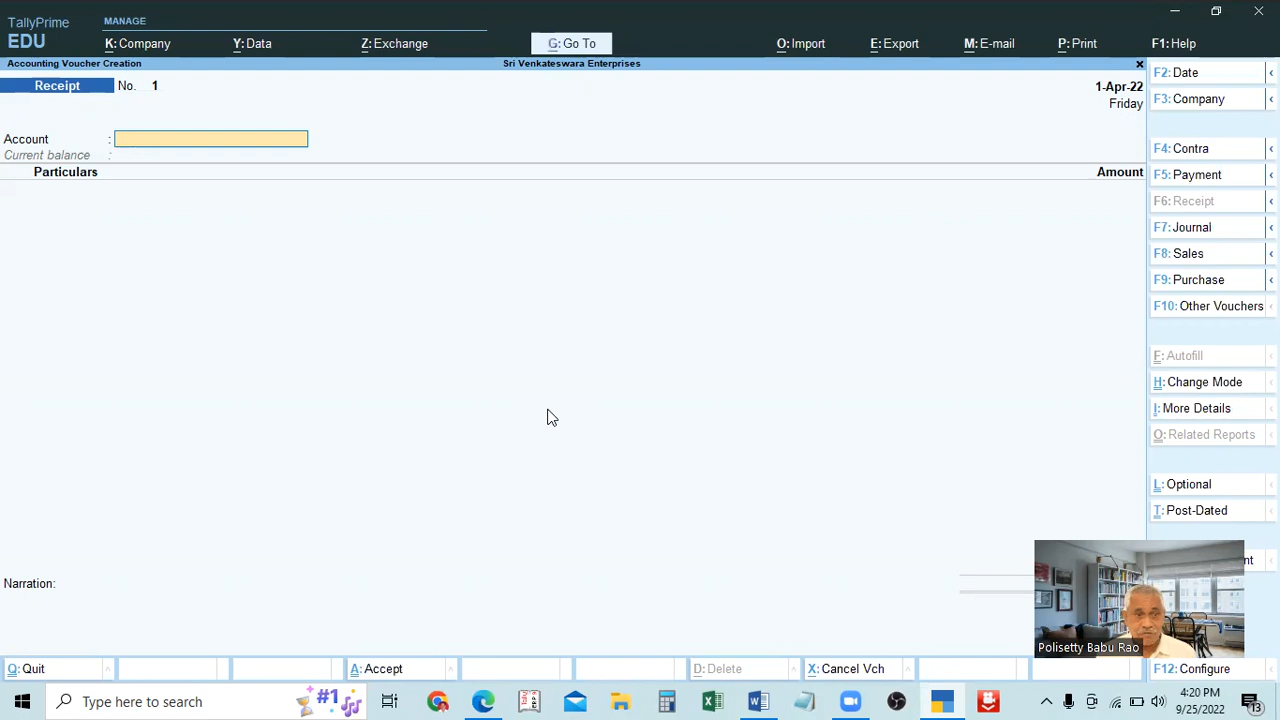 TallyPrime
EDU
MANAGE
K: Company
Y: Data
Z: Exchange
G: Go To
O: Import
E: Export
M: E-mail
P: Print
F1: Help
Accounting Voucher Creation
Sri Venkateswara Enterprises
Receipt
No. 1
1-Apr-22
Friday
Account :
Current balance :
Particulars
Amount
F2: Date
F3: Company
F4: Contra
F5: Payment
F6: Receipt
F7: Journal
F8: Sales
F9: Purchase
F10: Other Vouchers
F: Autofill
H: Change Mode
I: More Details
O: Related Reports
L: Optional
T: Post-Dated
nt
Narration:
Polisetty Babu Rao
Q: Quit
A: Accept
D: Delete
X: Cancel Vch
F12: Configure
Type here to search
#1
4:20 PM
9/25/2022
13